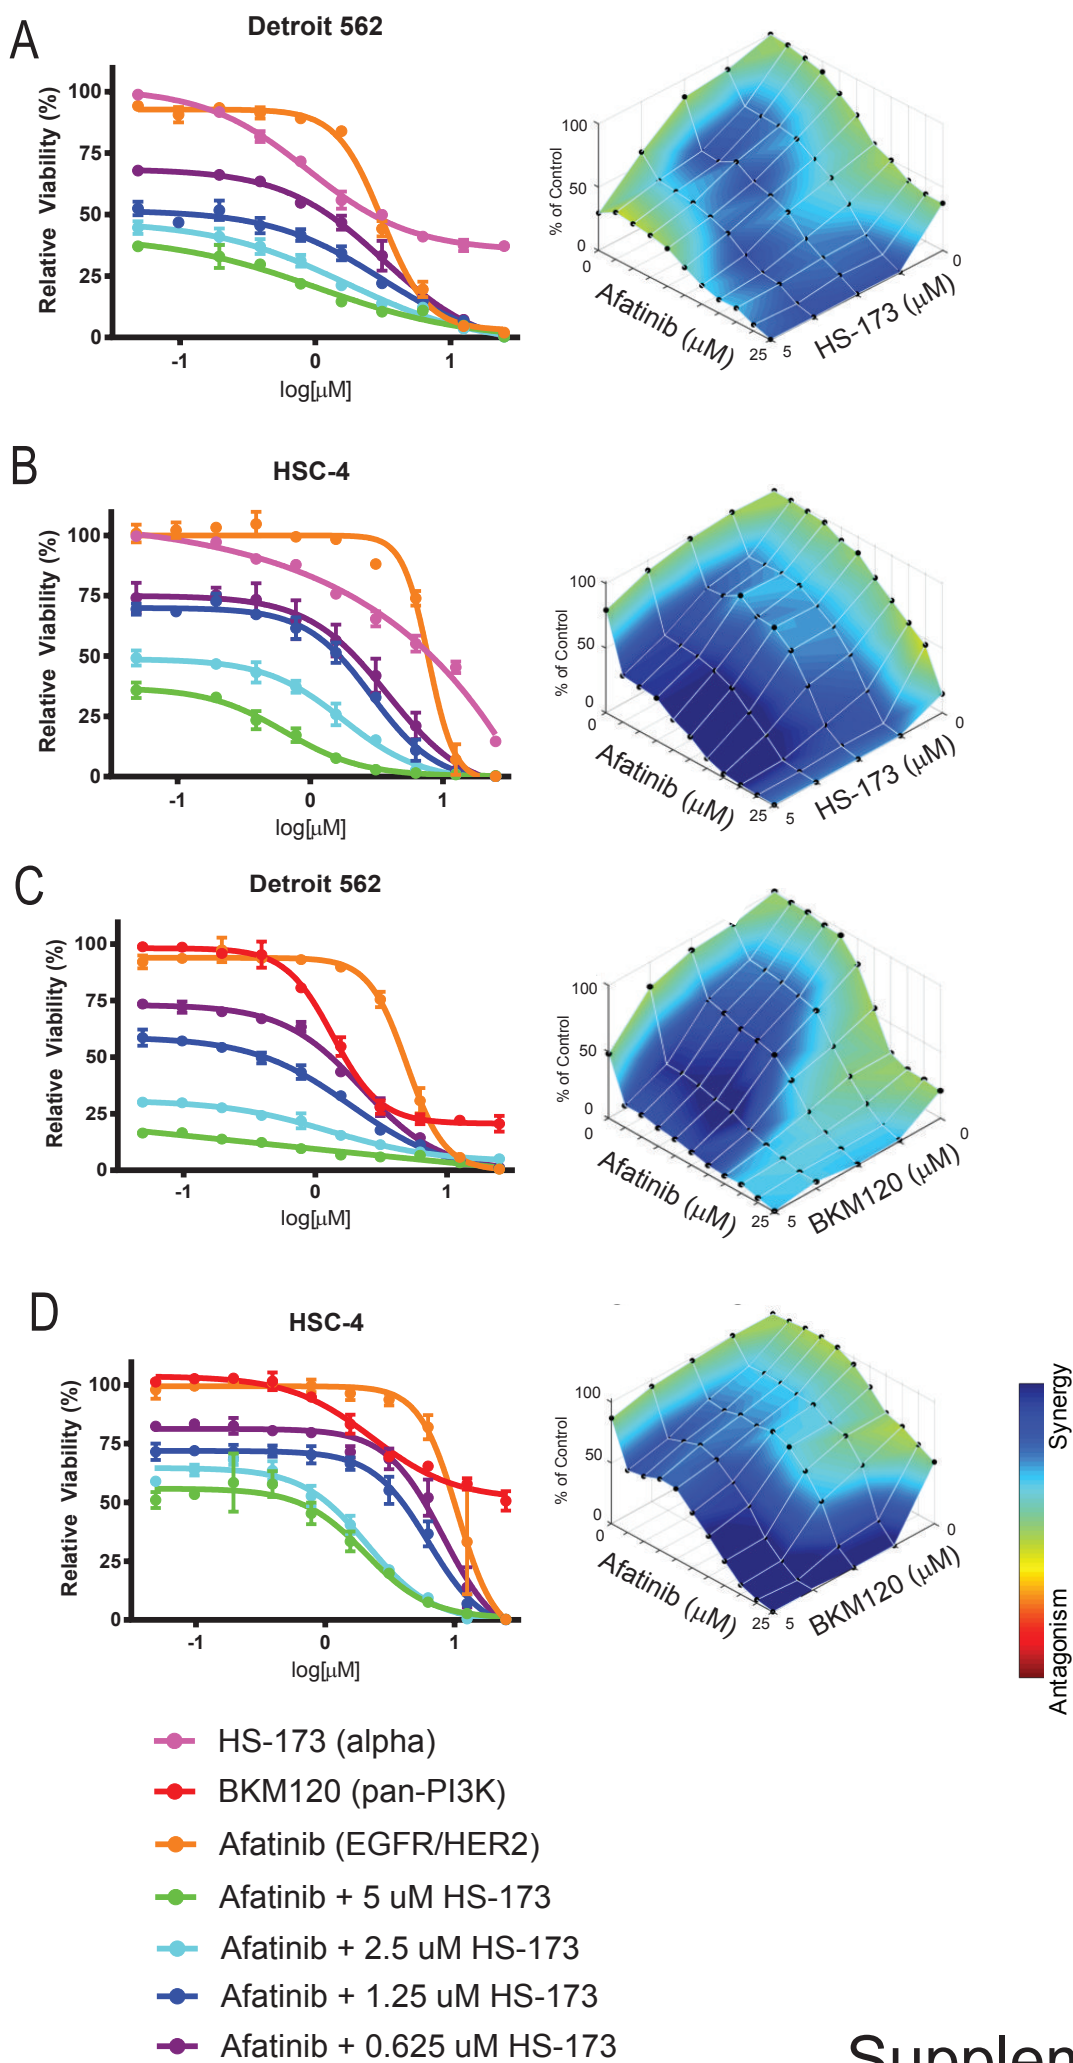 A
Detroit 562
Relative Viability (%)
100
75
50
25
0
-1 0 1
log[μM]
% of Control
100
50
0
0
Afatinib (μM)
25 5
HS-173 (μM)
0
B
HSC-4
Relative Viability (%)
100
75
50
25
0
-1 0 1
log[μM]
% of Control
100
50
0
0
Afatinib (μM)
25 5
HS-173 (μM)
0
C
Detroit 562
Relative Viability (%)
100
75
50
25
0
-1 0 1
log[μM]
% of Control
100
50
0
0
Afatinib (μM)
25 5
BKM120 (μM)
0
D
HSC-4
Relative Viability (%)
100
75
50
25
0
-1 0 1
log[μM]
% of Control
100
50
0
0
Afatinib (μM)
25 5
BKM120 (μM)
0
Synergy
Antagonism
HS-173 (alpha)
BKM120 (pan-PI3K)
Afatinib (EGFR/HER2)
Afatinib + 5 uM HS-173
Afatinib + 2.5 uM HS-173
Afatinib + 1.25 uM HS-173
Afatinib + 0.625 uM HS-173